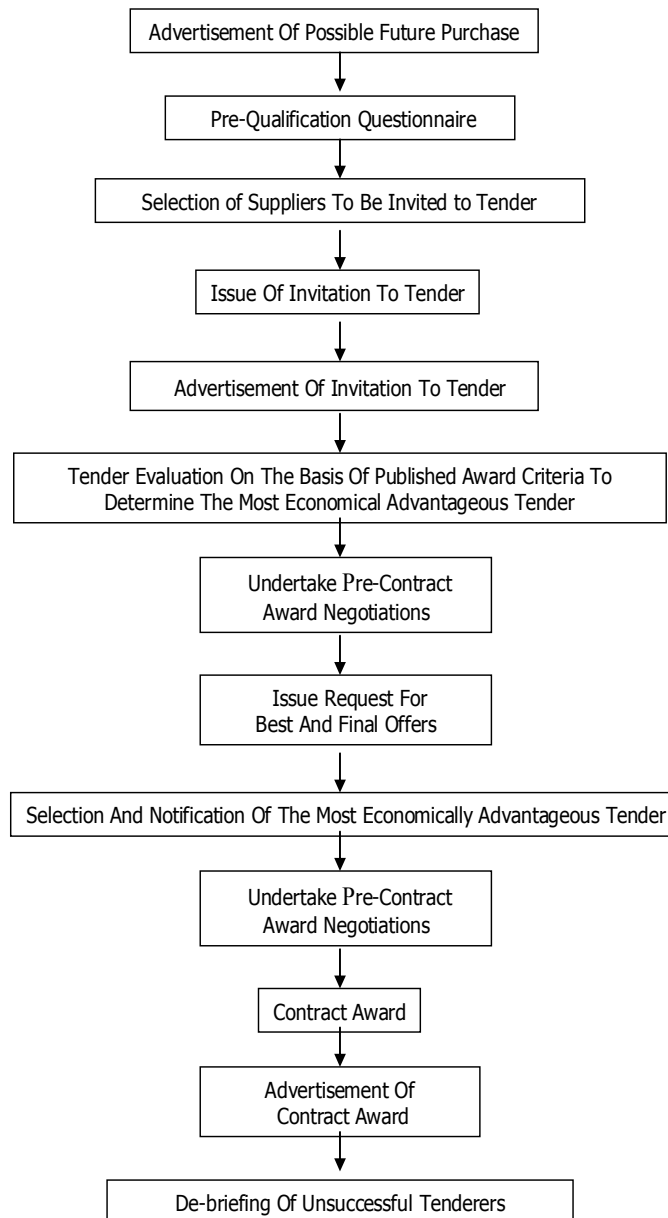 Advertisement Of Possible Future Purchase
Pre-Qualification Questionnaire
Selection of Suppliers To Be Invited to Tender
Issue Of Invitation To Tender
Advertisement Of Invitation To Tender
Tender Evaluation On The Basis Of Published Award Criteria To
Determine The Most Economical Advantageous Tender
Undertake Pre-Contract
Award Negotiations
Issue Request For
Best And Final Offers
Selection And Notification Of The Most Economically Advantageous Tender
Undertake Pre-Contract
Award Negotiations
Contract Award
Advertisement Of
Contract Award
De-briefing Of Unsuccessful Tenderers